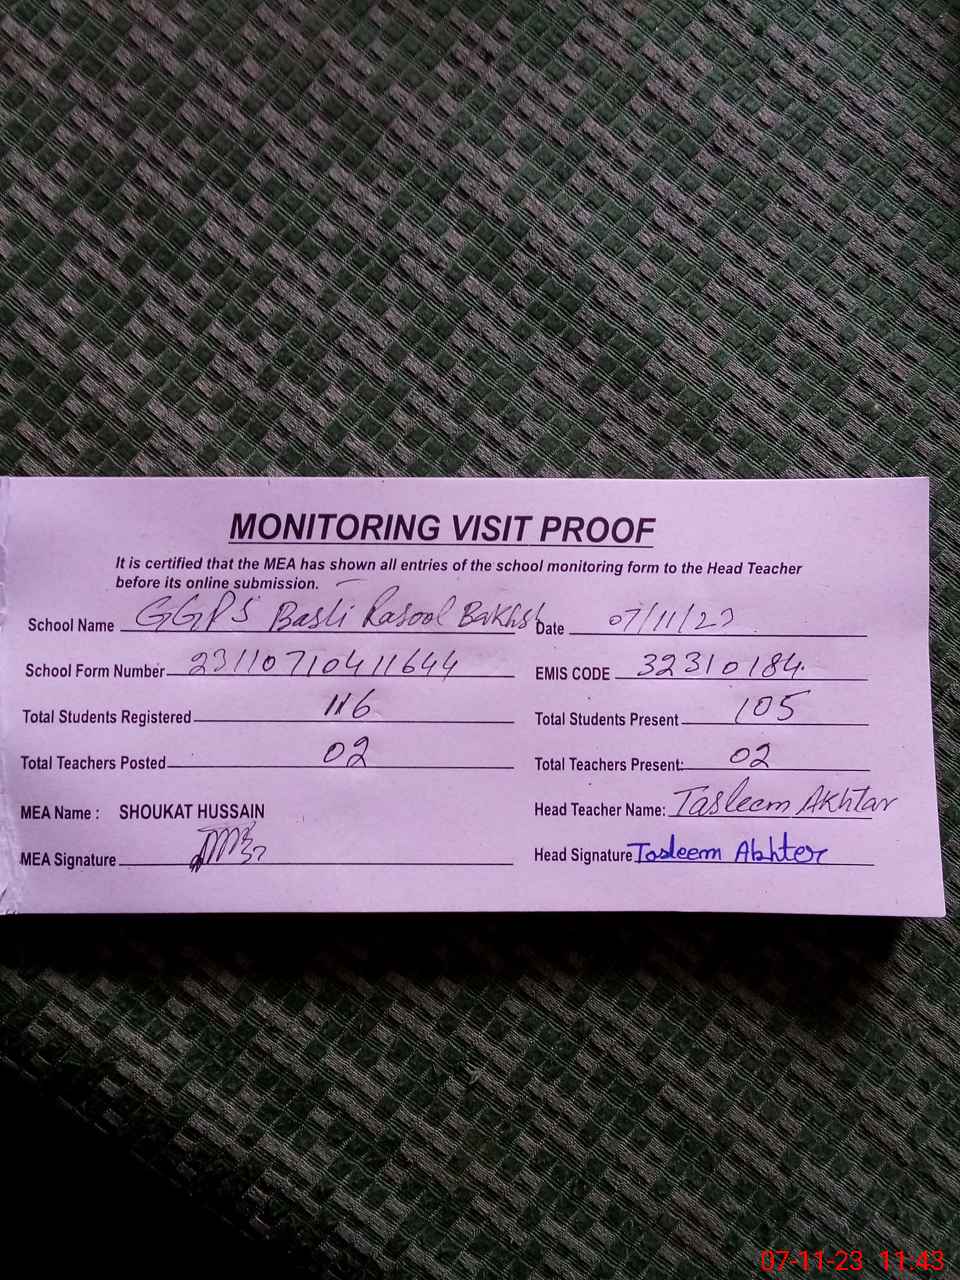 MONITORING VISIT PROOF
It is certified that the MEA has shown all entries of the school monitoring form to the Head Teacher
before its online submission.
School Name GGPS Basti Rasool Bakhsh Date 07/11/23
School Form Number 23110710411644 EMIS CODE 32310184
Total Students Registered 116 Total Students Present 105
Total Teachers Posted 02 Total Teachers Present: 02
MEA Name : SHOUKAT HUSSAIN Head Teacher Name: Tasleem Akhtar
MEA Signature Head Signature Tasleem Akhter
07-11-23 11:43